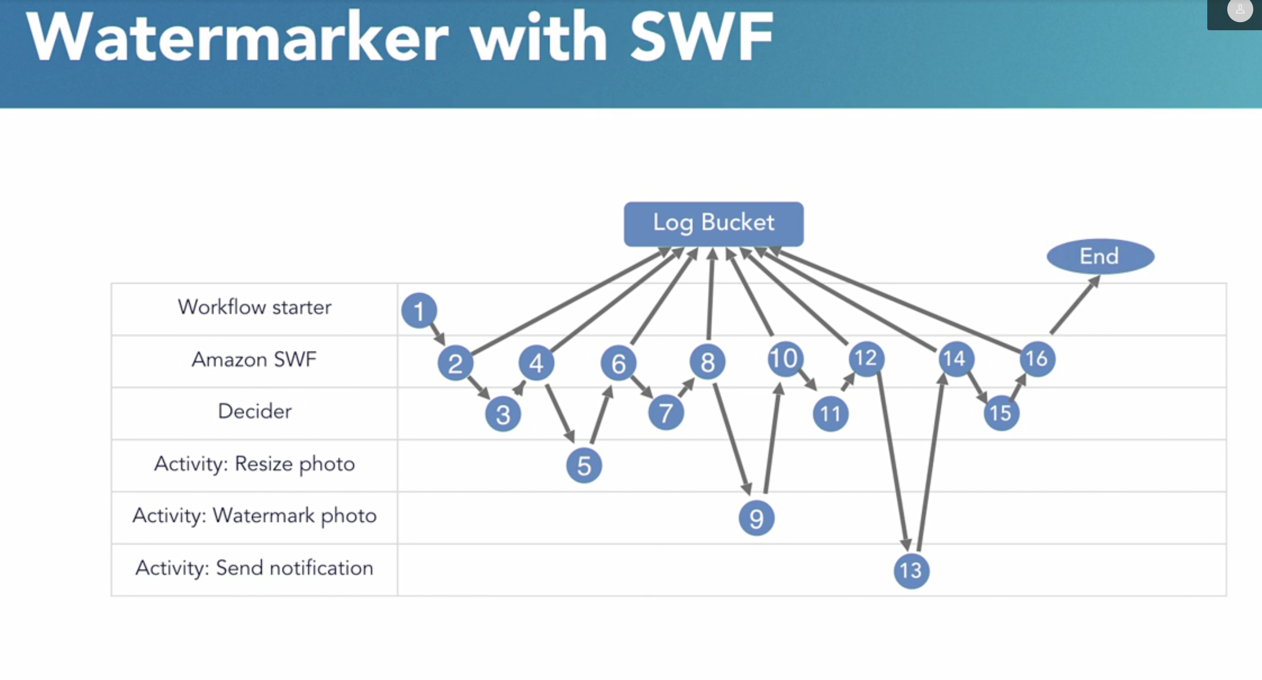 Watermarker with SWF
Log Bucket
End
Workflow starter
1
Amazon SWF
2
4
6
8
10
12
14
16
Decider
3
7
11
15
Activity: Resize photo
5
Activity: Watermark photo
9
Activity: Send notification
13